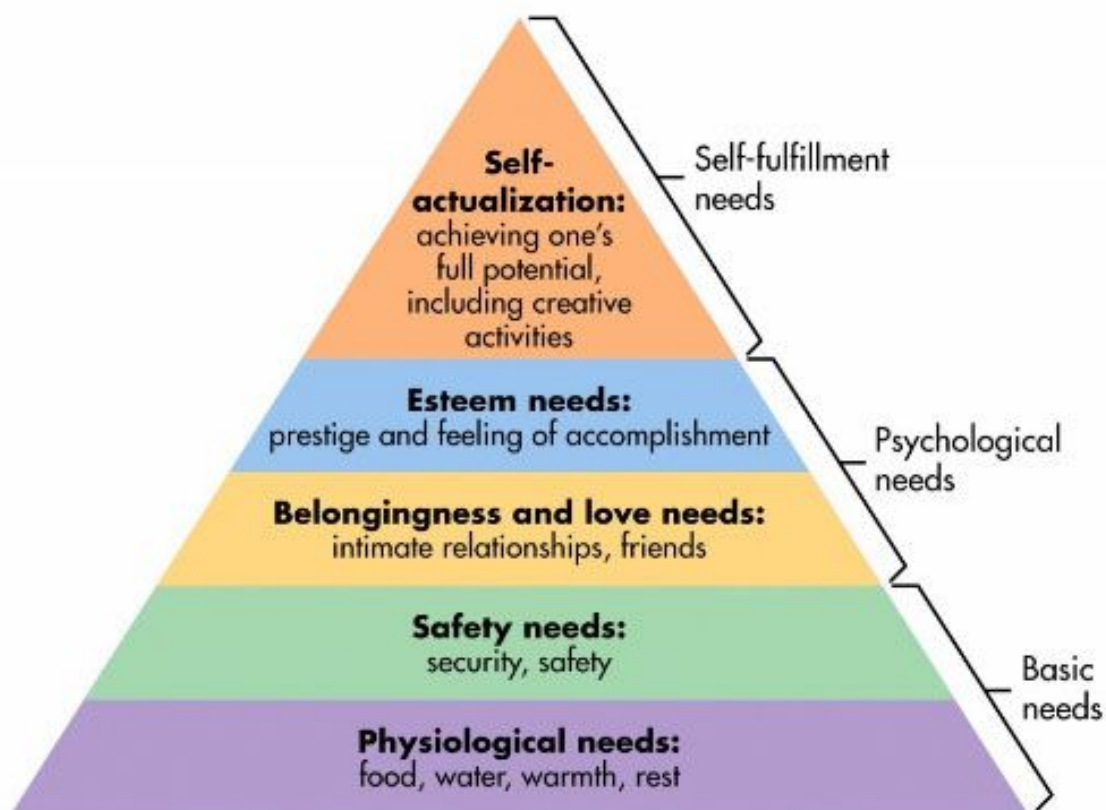 Self-
actualization:
achieving one's
full potential,
including creative
activities
Self-fulfillment
needs
Esteem needs:
prestige and feeling of accomplishment
Psychological
needs
Belongingness and love needs:
intimate relationships, friends
Safety needs:
security, safety
Basic
needs
Physiological needs:
food, water, warmth, rest